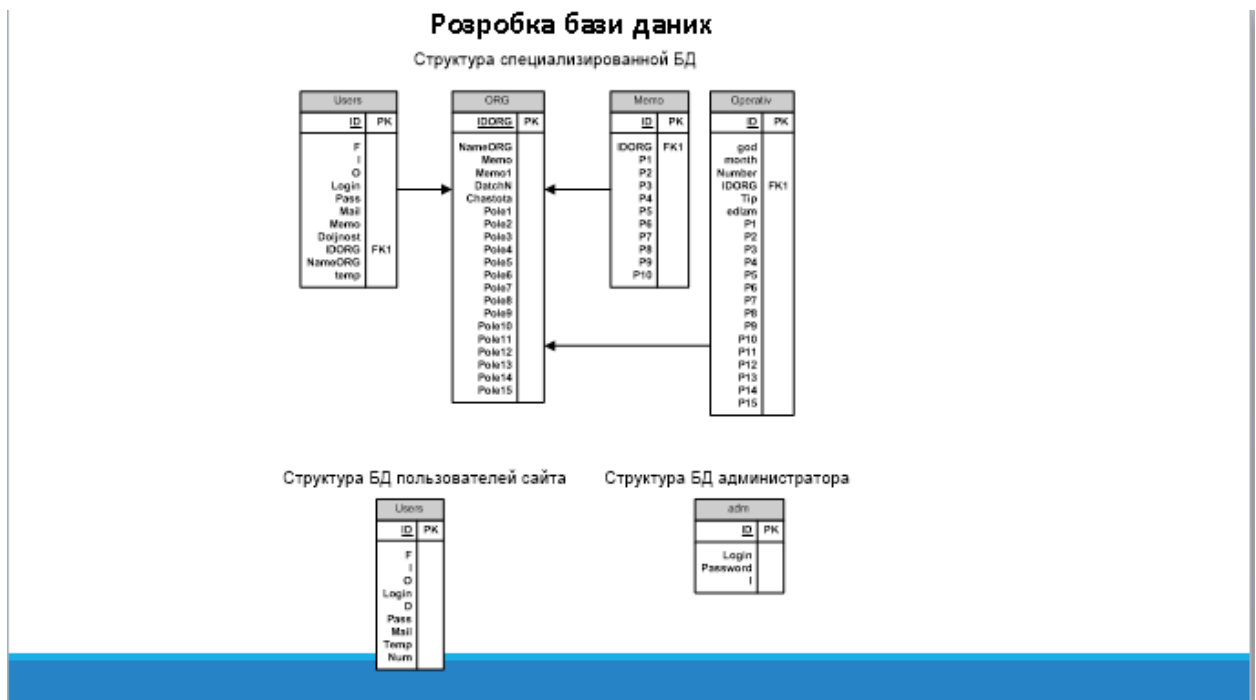 Розробка бази даних
Структура специализированной БД
Users
ID PK
F
I
O
Login
Pass
Mail
Memo
Doljnost
IDORG FK1
NameORG
temp
ORG
IDORG PK
NameORG
Memo
Memo1
DatchN
Chastota
Pole1
Pole2
Pole3
Pole4
Pole5
Pole6
Pole7
Pole8
Pole9
Pole10
Pole11
Pole12
Pole13
Pole14
Pole15
Memo
ID PK
IDORG FK1
P1
P2
P3
P4
P5
P6
P7
P8
P9
P10
Operativ
ID PK
god
month
Number
IDORG FK1
Tip
edIzm
P1
P2
P3
P4
P5
P6
P7
P8
P9
P10
P11
P12
P13
P14
P15
Структура БД пользователей сайта
Users
ID PK
F
I
O
Login
D
Pass
Mail
Temp
Num
Структура БД администратора
adm
ID PK
Login
Password
I